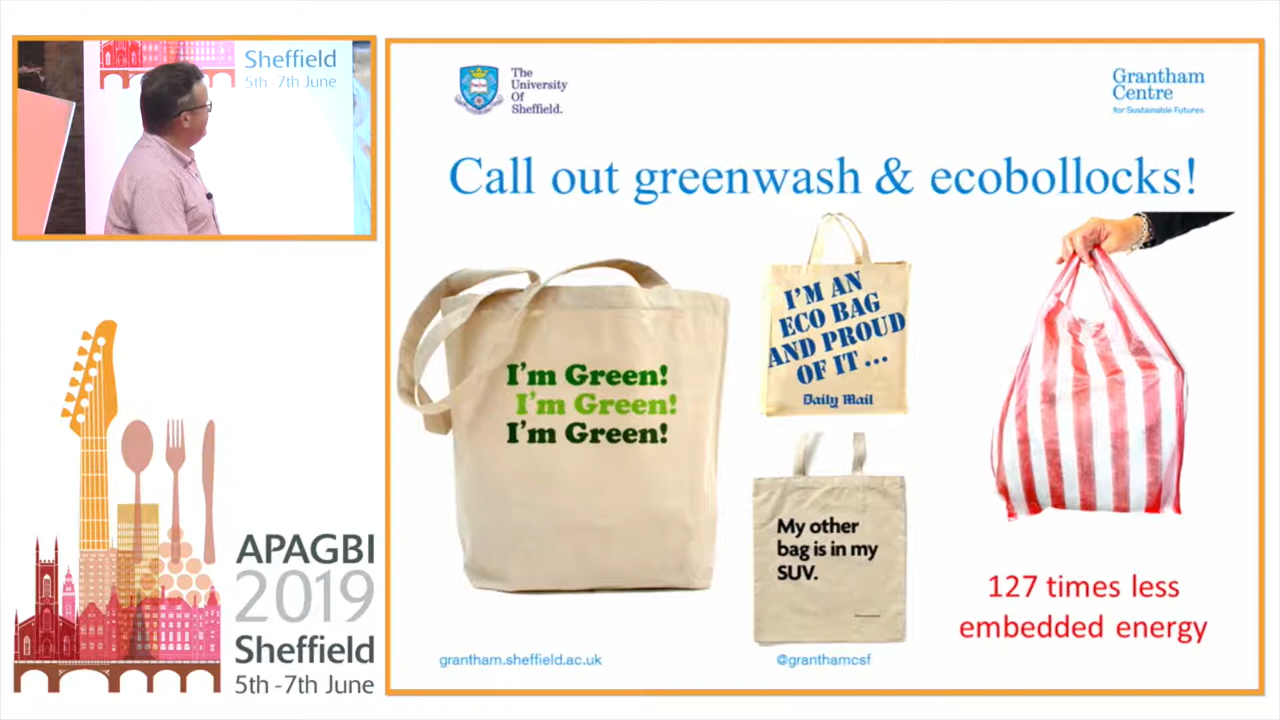 Sheffield
5th-7th June
The
University
Of
Sheffield.
Grantham
Centre
for Sustainable Futures
Call out greenwash & ecobollocks!
I'm Green!
I'm Green!
I'm Green!
I'M AN
ECO BAG
AND PROUD
OF IT ...
Daily Mail
My other
bag is in my
SUV.
127 times less
embedded energy
grantham.sheffield.ac.uk
@granthamcsf
APAGBI
2019
Sheffield
5th -7th June